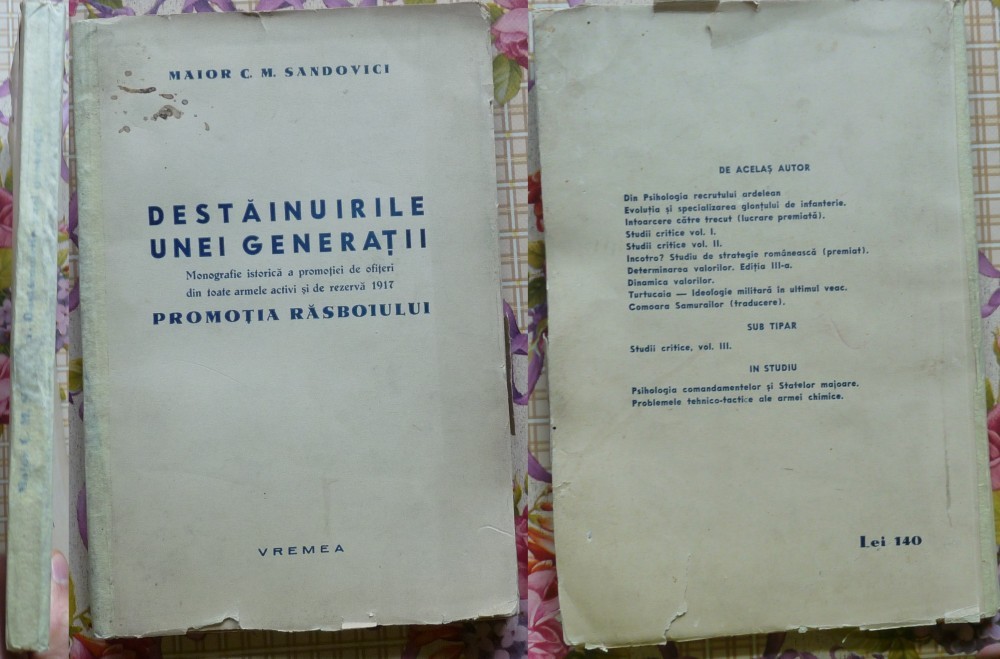 MAIOR C. M. SANDOVICI
DESTĂINUIRILE
UNEI GENERAȚII
Monografie istorică a promoției de ofițeri
din toate armele activi și de rezervă 1917
PROMOȚIA RĂSBOIULUI
VREMEA
DE ACELAȘ AUTOR
Din Psihologia recrutului ardelean
Evoluția și specializarea glonțului de infanterie.
Intoarcere către trecut (lucrare premiată).
Studii critice vol. I.
Studii critice vol. II.
Incotro? Studiu de strategie românească (premiat).
Determinarea valorilor. Editia III-a.
Dinamica valorilor.
Turtucaia — Ideologie militară in ultimul veac.
Comoara Samurailor (traducere).
SUB TIPAR
Studii critice, vol. III.
IN STUDIU
Psihologia comandamentelor și Statelor majoare.
Problemele tehnico-tactice ale armei chimice.
Lei 140